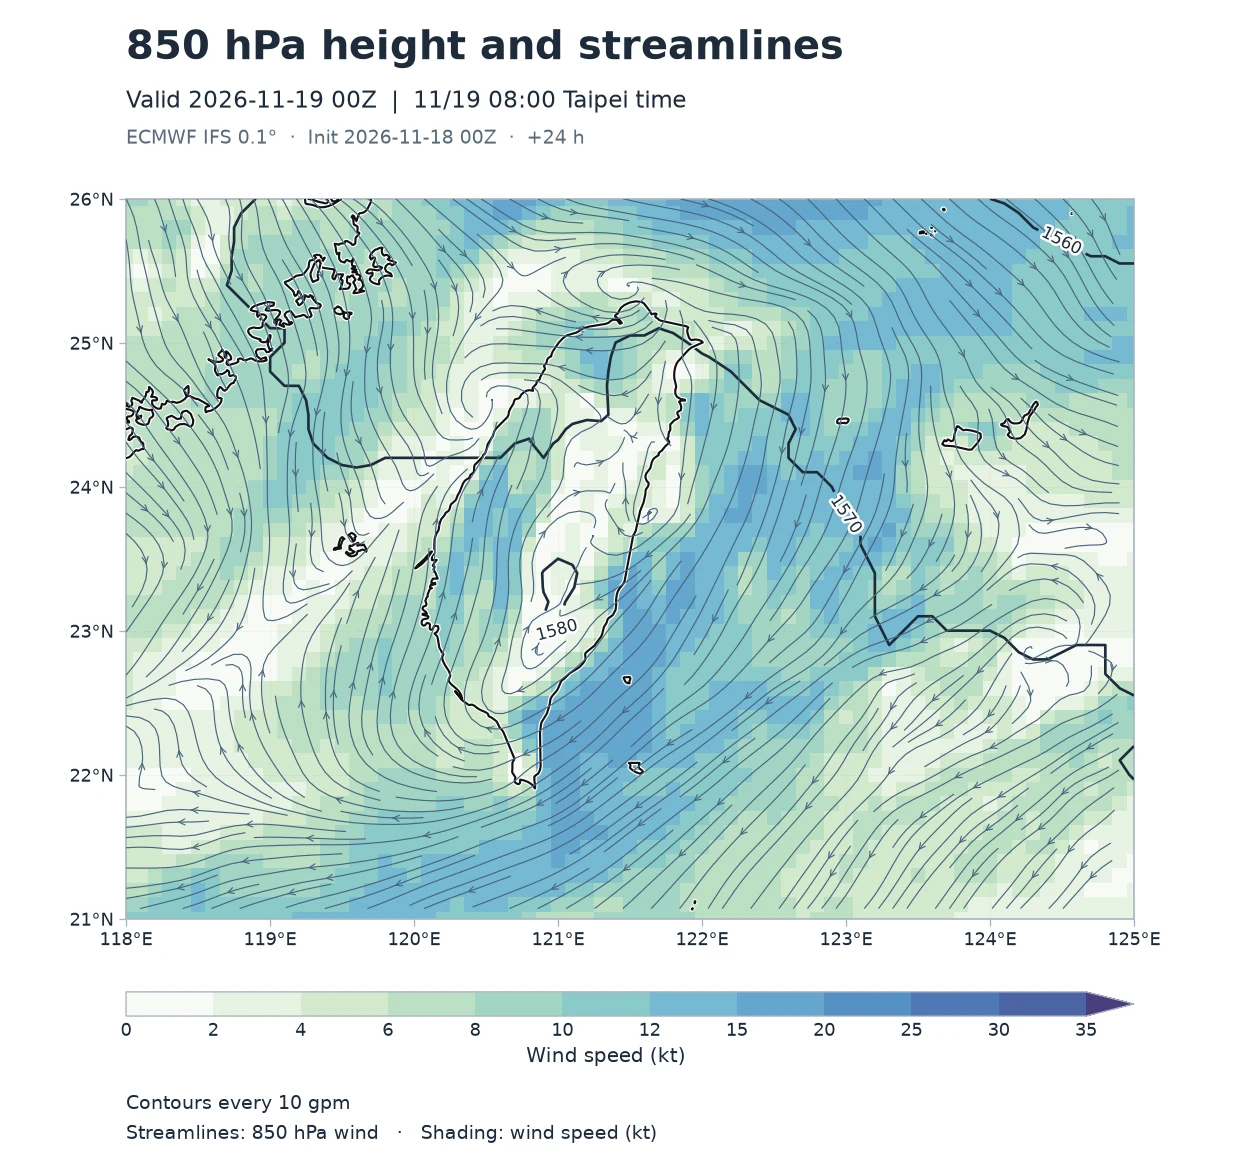 850 hPa height and streamlines
Valid 2026-11-19 00Z | 11/19 08:00 Taipei time
ECMWF IFS 0.1° · Init 2026-11-18 00Z · +24 h
26°N
1560
25°N
24°N
1570
23°N
1580
22°N
21°N
118°E 119°E 120°E 121°E 122°E 123°E 124°E 125°E
0 2 4 6 8 10 12 15 20 25 30 35
Wind speed (kt)
Contours every 10 gpm
Streamlines: 850 hPa wind · Shading: wind speed (kt)